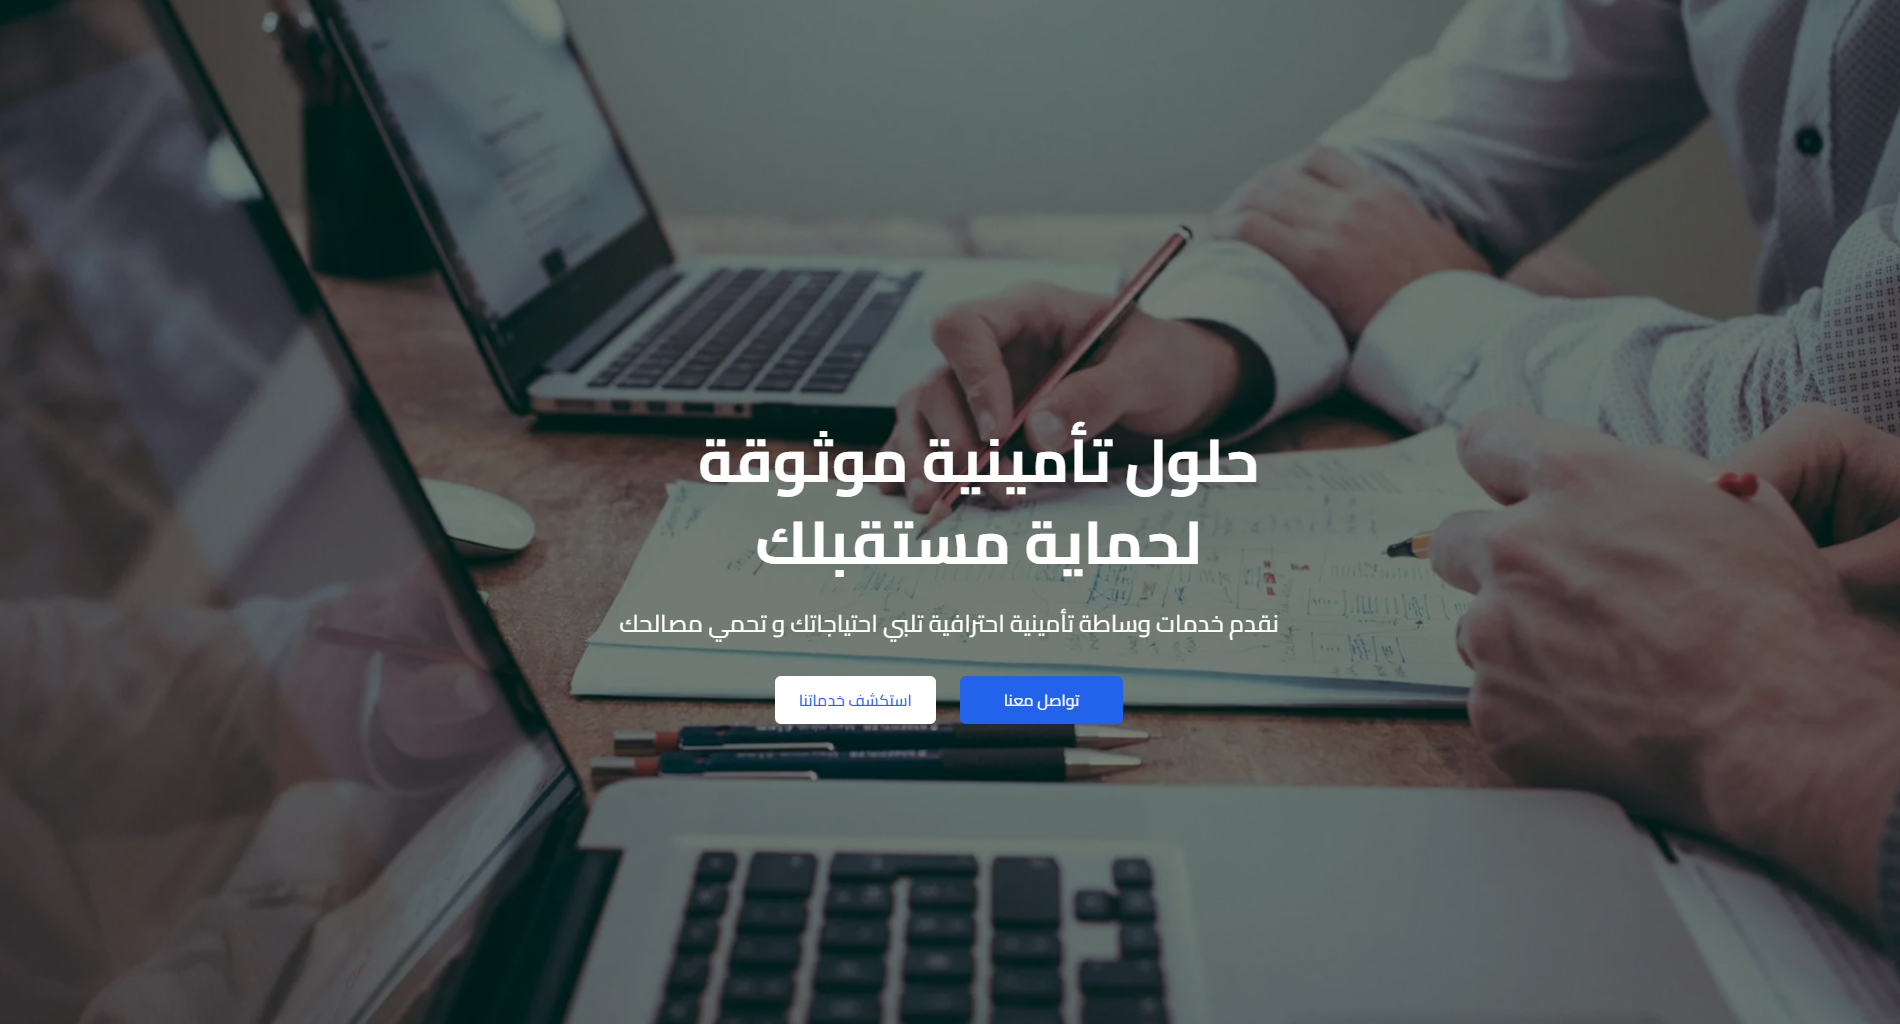 حلول تأمينية موثوقة
لحماية مستقبلك
نقدم خدمات وساطة تأمينية احترافية تلبي احتياجاتك و تحمي مصالحك
تواصل معنا
استكشف خدماتنا